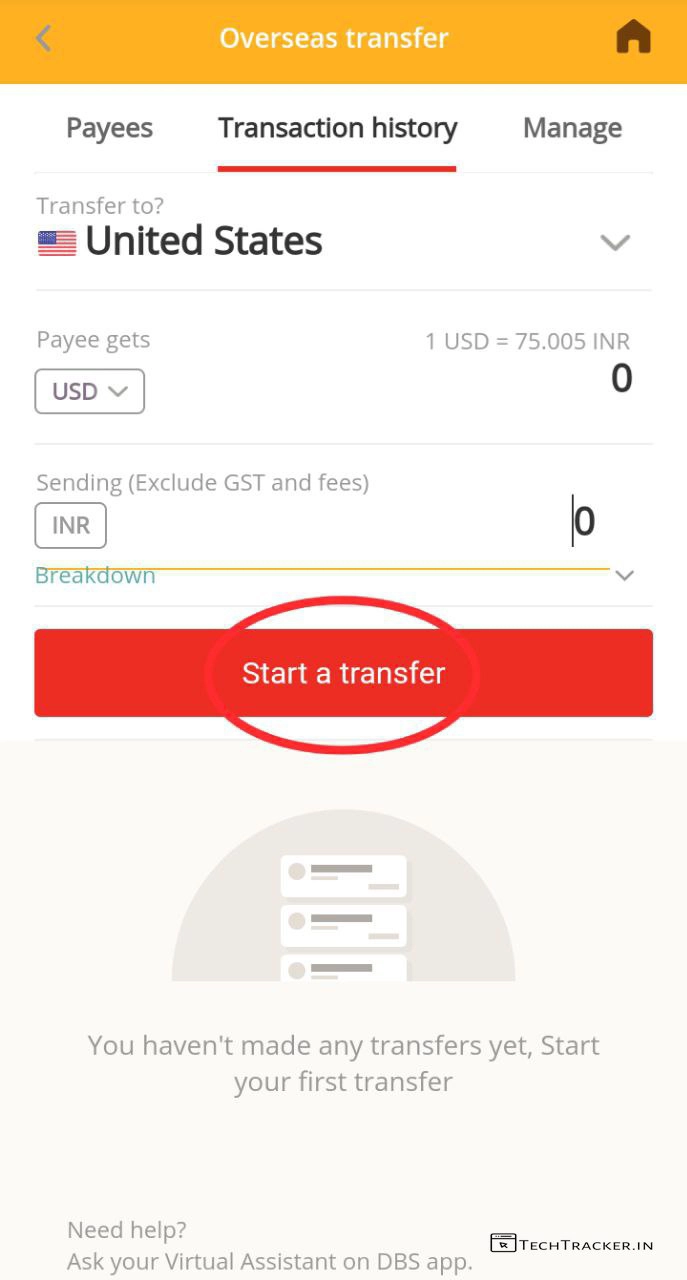 Overseas transfer
Payees Transaction history Manage
Transfer to?
United States
Payee gets 1 USD = 75.005 INR
USD 0
Sending (Exclude GST and fees)
INR 0
Breakdown
Start a transfer
You haven't made any transfers yet, Start
your first transfer
Need help?
Ask your Virtual Assistant on DBS app.
TECHTRACKER.IN